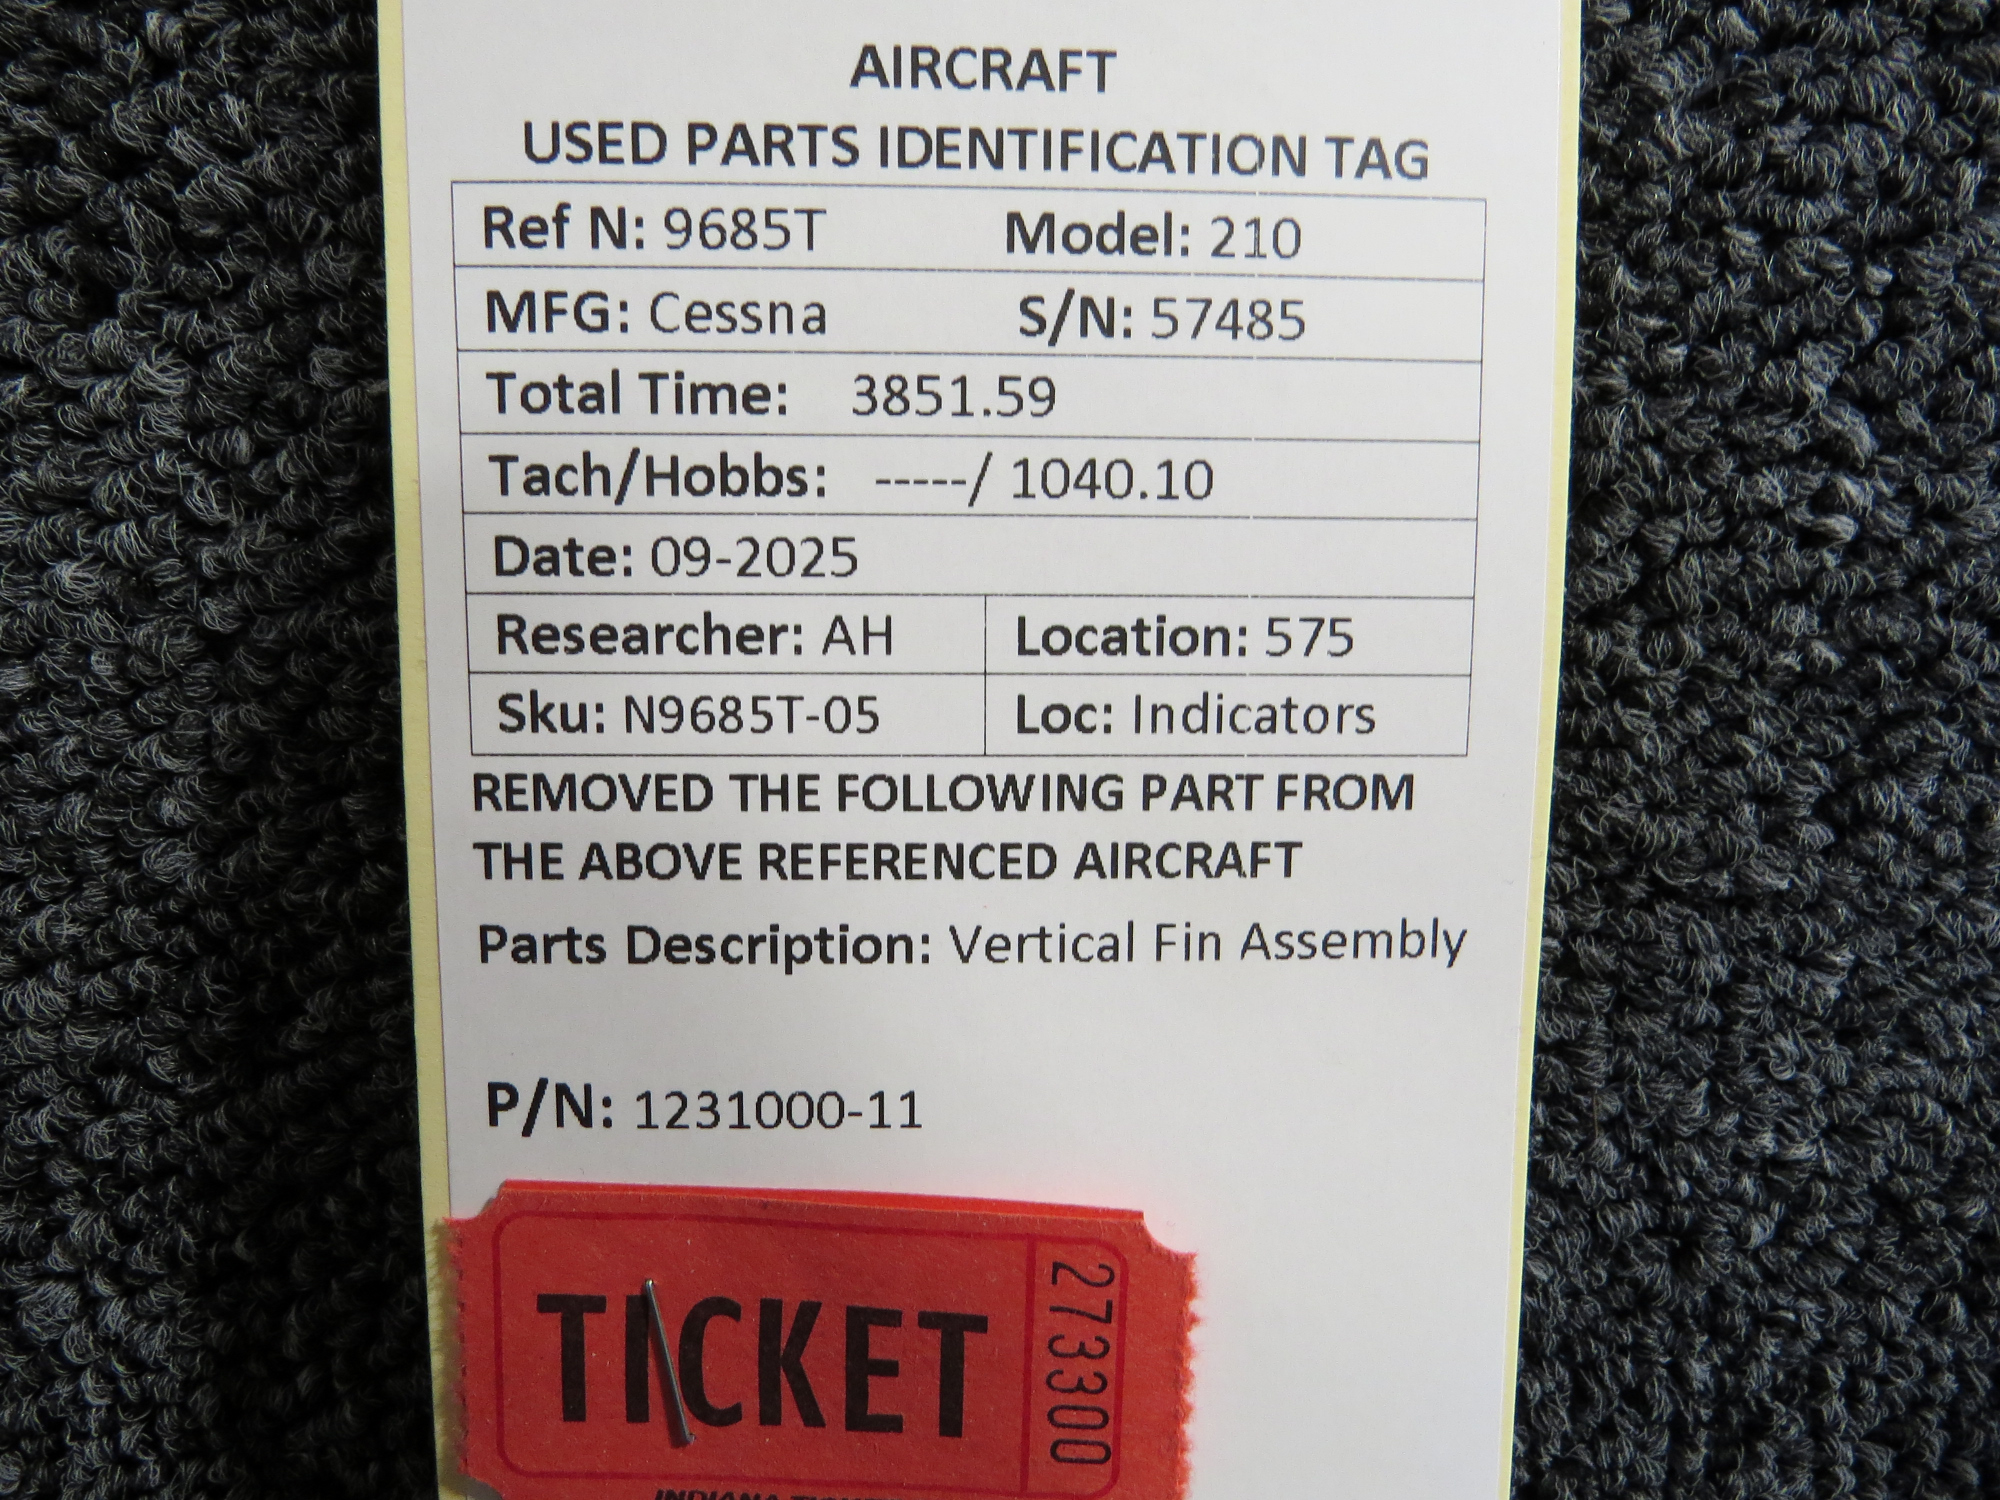 AIRCRAFT
USED PARTS IDENTIFICATION TAG
Ref N: 9685T Model: 210
MFG: Cessna S/N: 57485
Total Time: 3851.59
Tach/Hobbs: -----/ 1040.10
Date: 09-2025
Researcher: AH Location: 575
Sku: N9685T-05 Loc: Indicators
REMOVED THE FOLLOWING PART FROM
THE ABOVE REFERENCED AIRCRAFT
Parts Description: Vertical Fin Assembly
P/N: 1231000-11
TICKET
273300
INDIANA